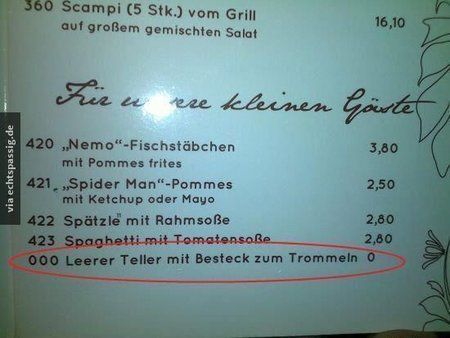 360 Scampi (5 Stk.) vom Grill 16,10
auf großem gemischten Salat
Für unsere kleinen Gäste
420 „Nemo“-Fischstäbchen 3,80
mit Pommes frites
421 „Spider Man“-Pommes 2,50
mit Ketchup oder Mayo
422 Spätzle mit Rahmsoße 2,80
423 Spaghetti mit Tomatensoße 2,80
000 Leerer Teller mit Besteck zum Trommeln 0
via echtspassig.de